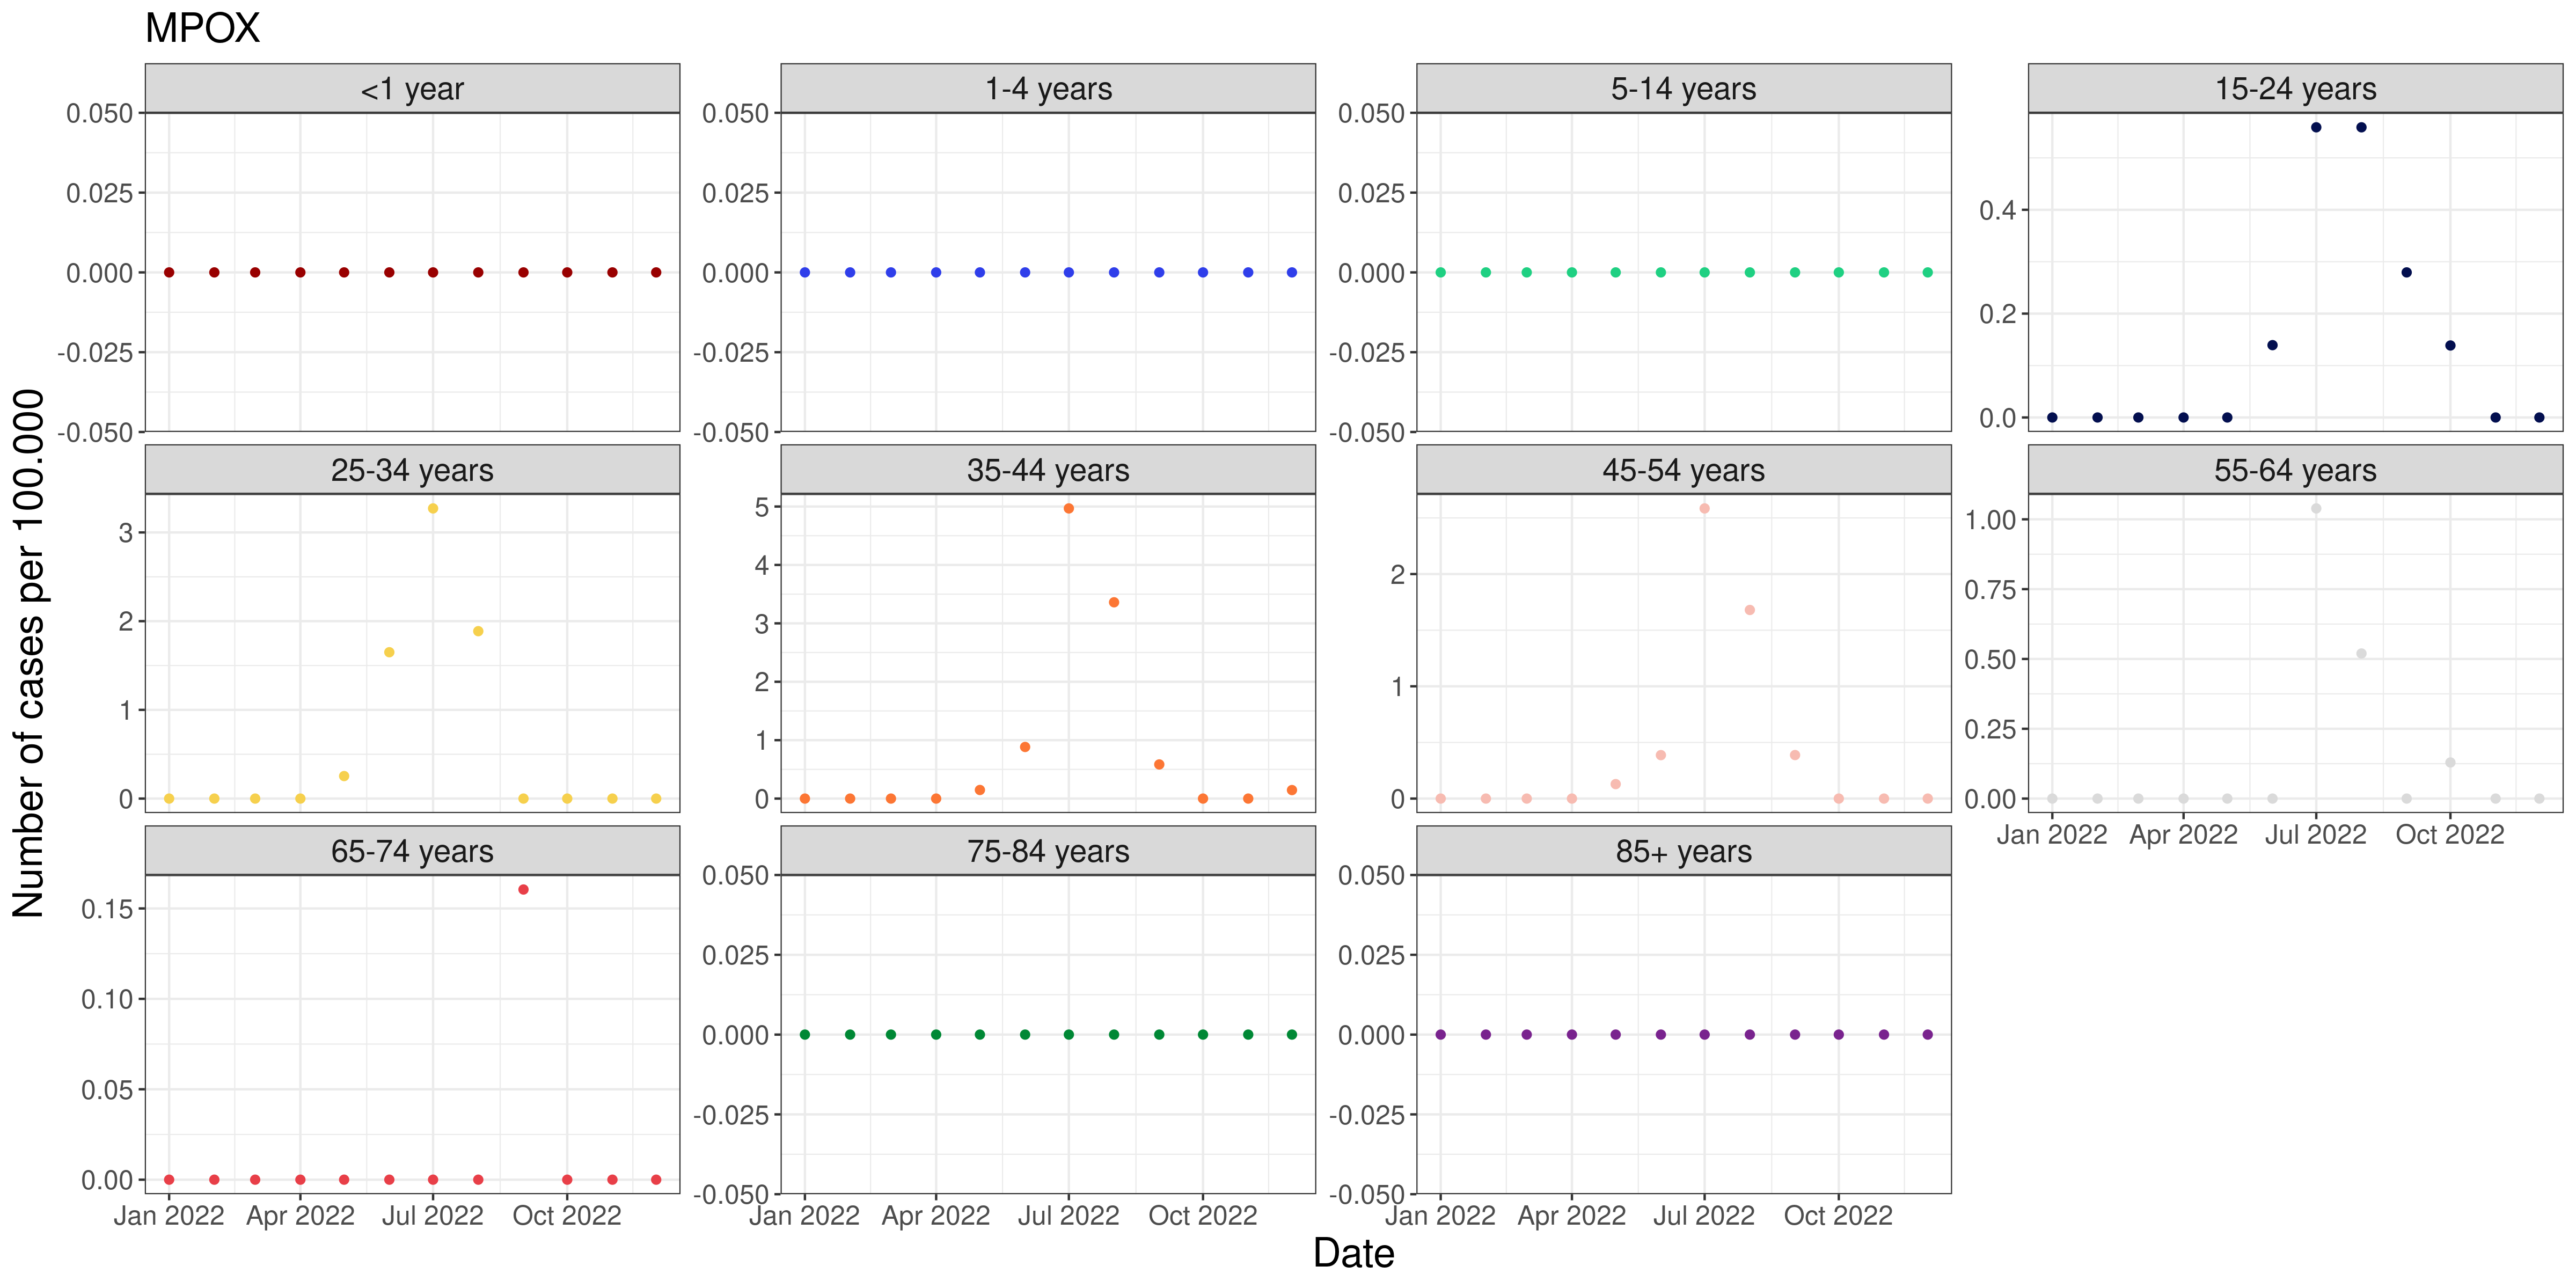 MPOX
<1 year
1-4 years
5-14 years
15-24 years
0.050
0.025
0.000
-0.025
-0.050
0.050
0.025
0.000
-0.025
-0.050
0.050
0.025
0.000
-0.025
-0.050
0.4
0.2
0.0
Number of cases per 100.000
25-34 years
35-44 years
45-54 years
55-64 years
3
2
1
0
5
4
3
2
1
0
2
1
0
1.00
0.75
0.50
0.25
0.00
Jan 2022 Apr 2022 Jul 2022 Oct 2022
65-74 years
75-84 years
85+ years
0.15
0.10
0.05
0.00
0.050
0.025
0.000
-0.025
-0.050
0.050
0.025
0.000
-0.025
-0.050
Jan 2022 Apr 2022 Jul 2022 Oct 2022
Jan 2022 Apr 2022 Jul 2022 Oct 2022
Jan 2022 Apr 2022 Jul 2022 Oct 2022
Date